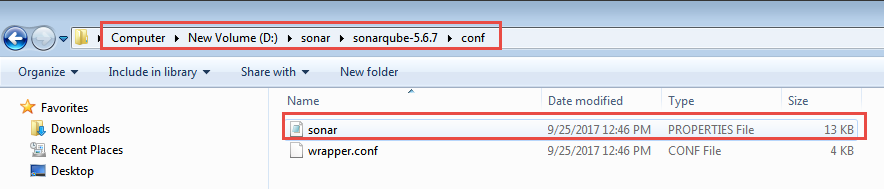 Computer New Volume (D:) sonar sonarqube-5.6.7 conf
Organize Include in library Share with New folder
Favorites Name Date modified Type Size
Downloads sonar 9/25/2017 12:46 PM PROPERTIES File 13 KB
Recent Places wrapper.conf 9/25/2017 12:46 PM CONF File 4 KB
Desktop